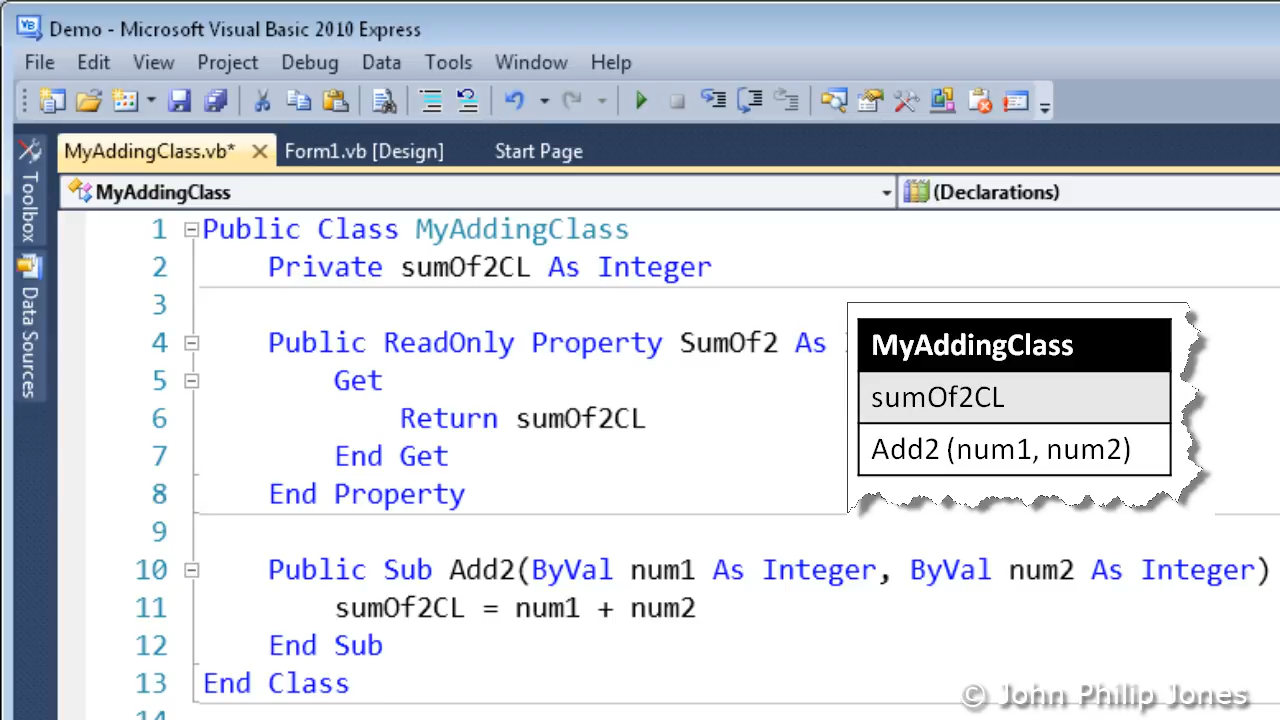 Demo - Microsoft Visual Basic 2010 Express
File Edit View Project Debug Data Tools Window Help
MyAddingClass.vb* Form1.vb [Design] Start Page
MyAddingClass (Declarations)
Toolbox
Data Sources
1 Public Class MyAddingClass
2 Private sumOf2CL As Integer
3
4 Public ReadOnly Property SumOf2 As
5 Get
6 Return sumOf2CL
7 End Get
8 End Property
9
10 Public Sub Add2(ByVal num1 As Integer, ByVal num2 As Integer)
11 sumOf2CL = num1 + num2
12 End Sub
13 End Class
14
MyAddingClass
sumOf2CL
Add2 (num1, num2)
© John Philip Jones